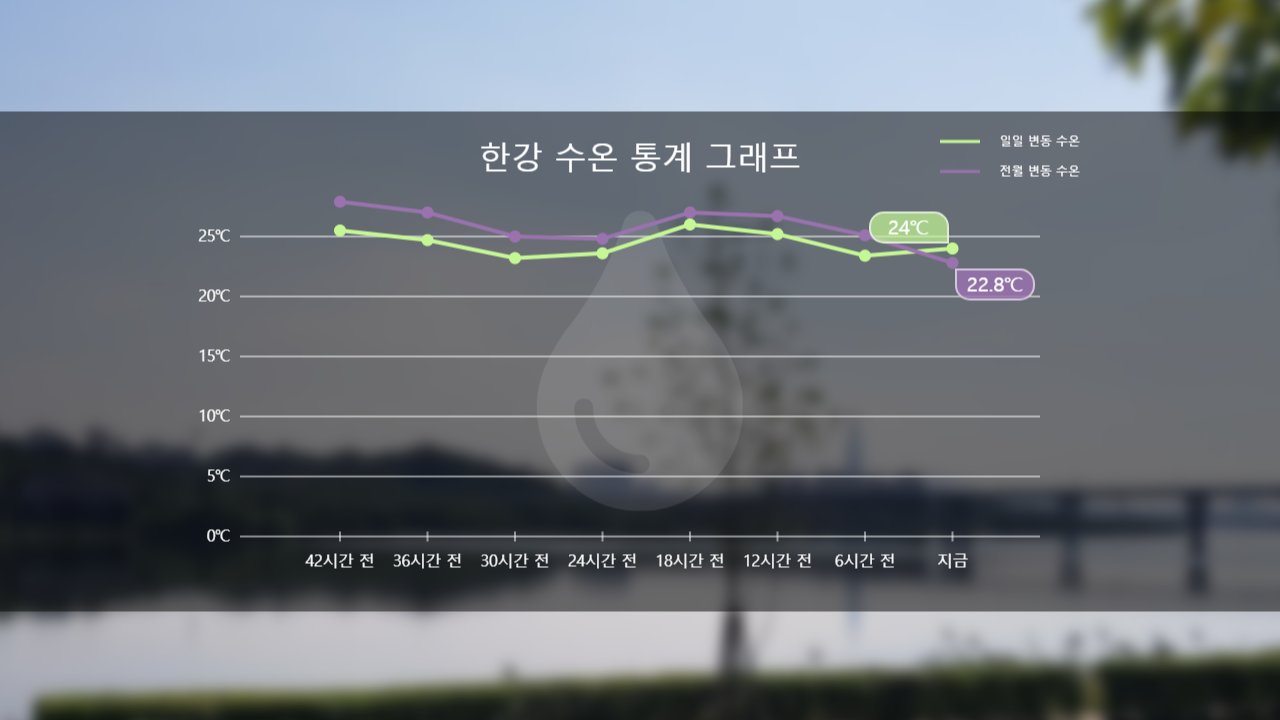 한강 수온 통계 그래프
일일 변동 수온
전월 변동 수온
24℃
22.8℃
25℃
20℃
15℃
10℃
5℃
0℃
42시간 전 36시간 전 30시간 전 24시간 전 18시간 전 12시간 전 6시간 전 지금